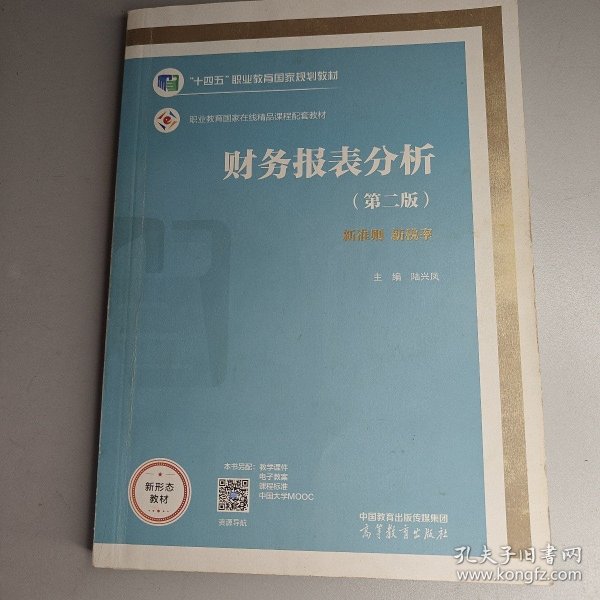 “十四五”职业教育国家规划教材
职业教育国家在线精品课程配套教材
财务报表分析
（第二版）
新准则 新税率
主 编 陆兴凤
新形态
教材
本书另配：教学课件
电子教案
课程标准
中国大学MOOC
资源导航
中国教育出版传媒集团
高等教育出版社
孔夫子旧书网
www.kongfz.com